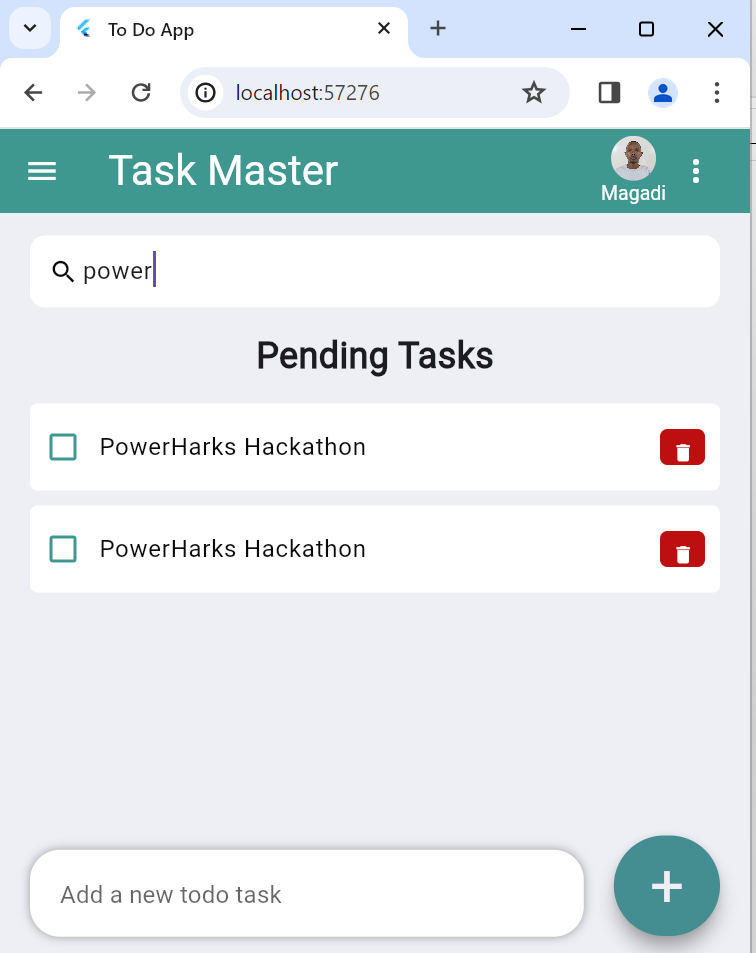 To Do App
localhost:57276
Task Master
Magadi
power
Pending Tasks
PowerHarks Hackathon
PowerHarks Hackathon
Add a new todo task